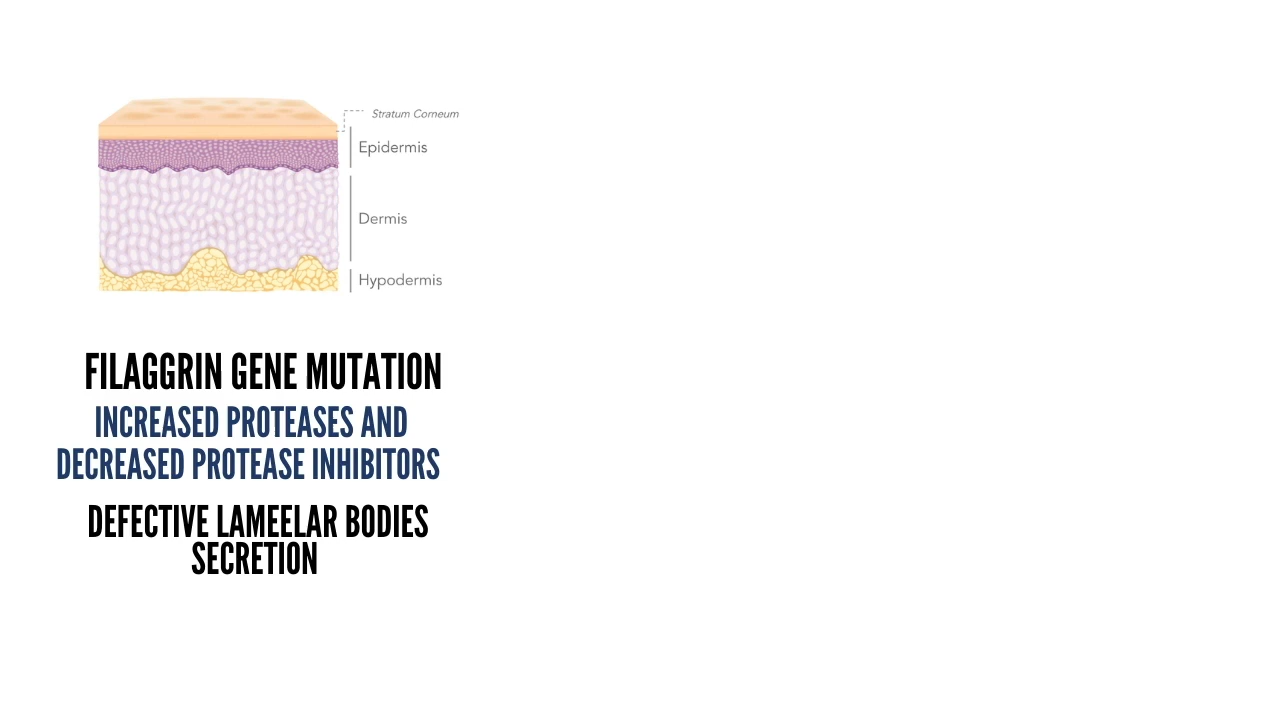 Stratum Corneum
Epidermis
Dermis
Hypodermis
FILAGGRIN GENE MUTATION
INCREASED PROTEASES AND
DECREASED PROTEASE INHIBITORS
DEFECTIVE LAMEELAR BODIES
SECRETION